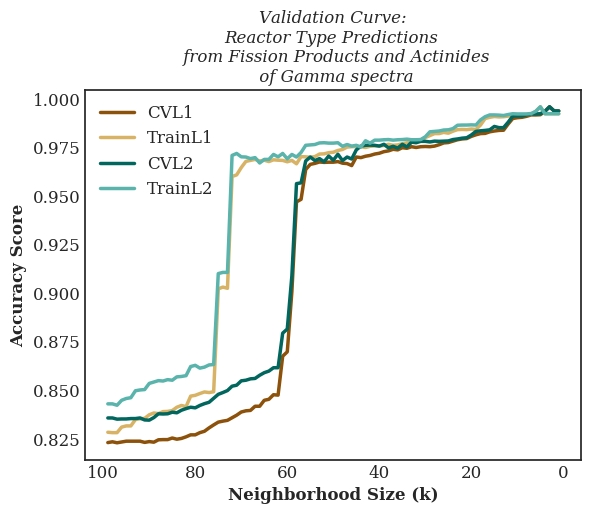 Validation Curve:
Reactor Type Predictions
from Fission Products and Actinides
of Gamma spectra
1.000
0.975
0.950
0.925
0.900
0.875
0.850
0.825
Accuracy Score
CVL1
TrainL1
CVL2
TrainL2
100 80 60 40 20 0
Neighborhood Size (k)